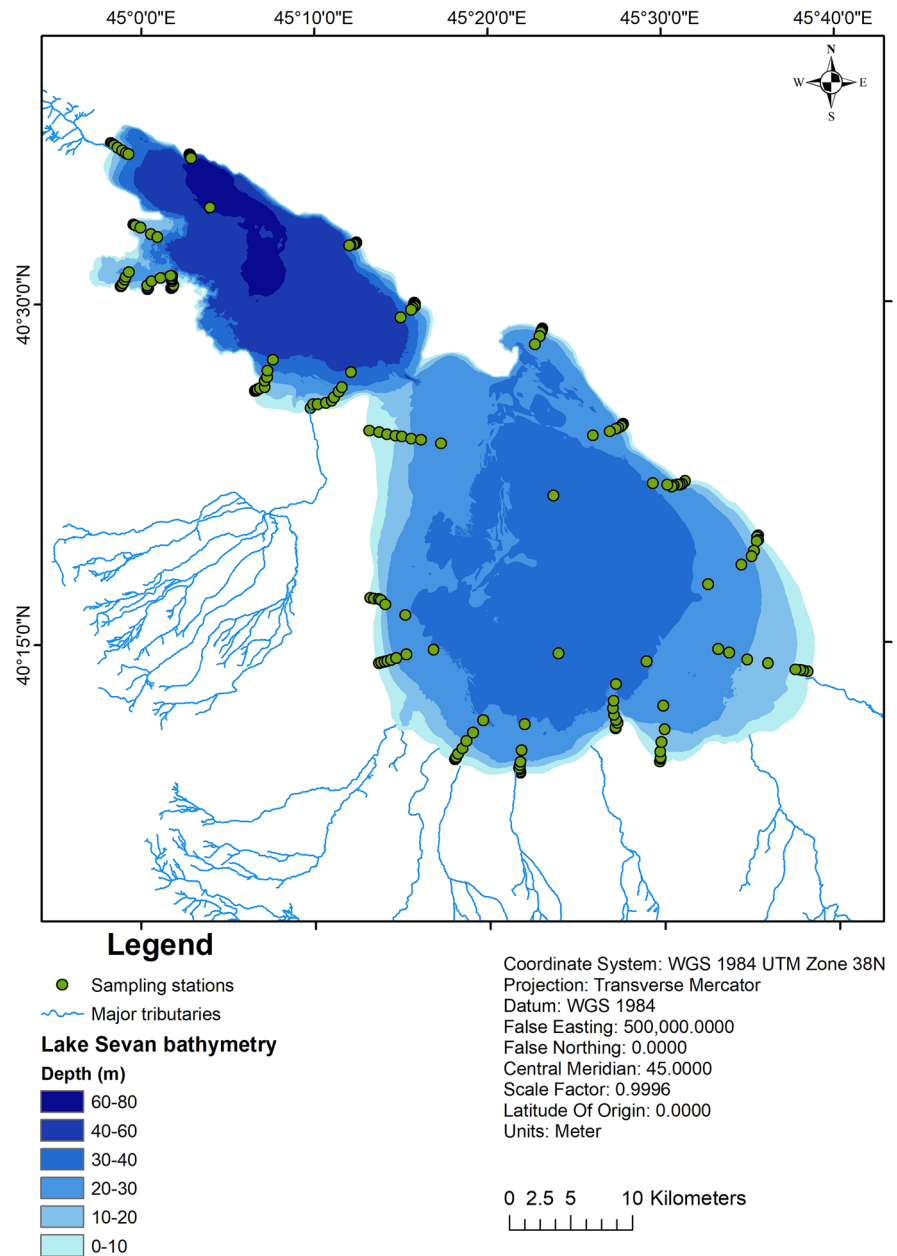 45°0'0"E 45°10'0"E 45°20'0"E 45°30'0"E 45°40'0"E
N
W E
S
40°30'0"N
40°15'0"N
Legend
Sampling stations
Major tributaries
Lake Sevan bathymetry
Depth (m)
60-80
40-60
30-40
20-30
10-20
0-10
Coordinate System: WGS 1984 UTM Zone 38N
Projection: Transverse Mercator
Datum: WGS 1984
False Easting: 500,000.0000
False Northing: 0.0000
Central Meridian: 45.0000
Scale Factor: 0.9996
Latitude Of Origin: 0.0000
Units: Meter
0 2.5 5 10 Kilometers